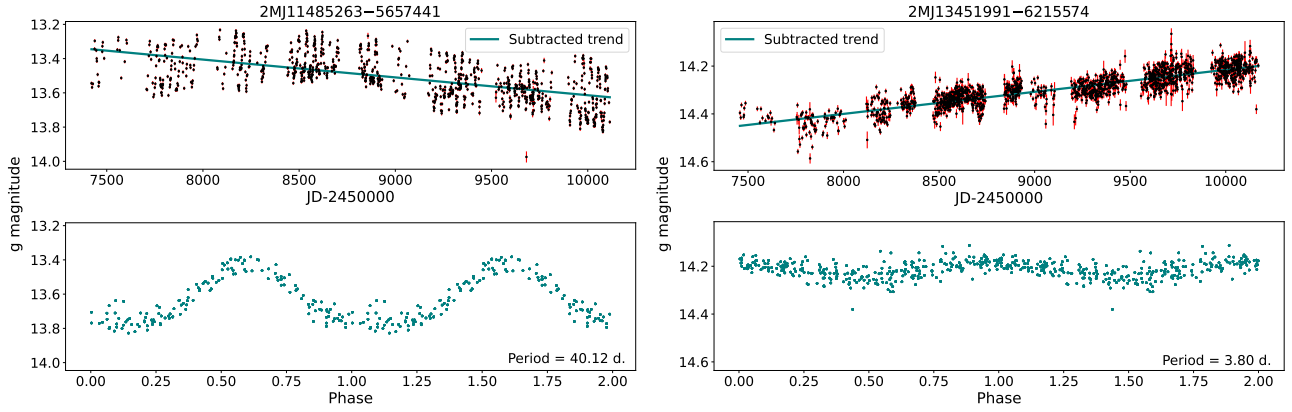 2MJ11485263−5657441
13.2
13.4
13.6
13.8
14.0
Subtracted trend
7500 8000 8500 9000 9500 10000
JD-2450000
g magnitude
13.2
13.4
13.6
13.8
14.0
Period = 40.12 d.
0.00 0.25 0.50 0.75 1.00 1.25 1.50 1.75 2.00
Phase
2MJ13451991−6215574
14.2
14.4
14.6
Subtracted trend
7500 8000 8500 9000 9500 10000
JD-2450000
g magnitude
14.2
14.4
14.6
Period = 3.80 d.
0.00 0.25 0.50 0.75 1.00 1.25 1.50 1.75 2.00
Phase